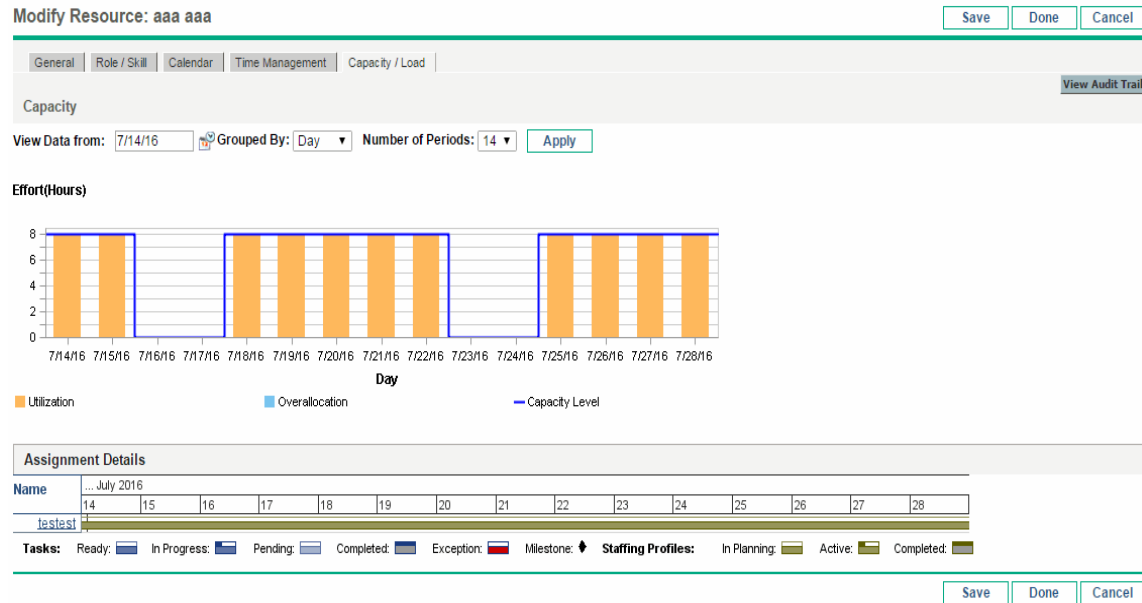 Modify Resource: aaa aaa
Save Done Cancel
General Role / Skill Calendar Time Management Capacity / Load
View Audit Trail
Capacity
View Data from: 7/14/16 Grouped By: Day Number of Periods: 14 Apply
Effort(Hours)
8
6
4
2
0
7/14/16 7/15/16 7/16/16 7/17/16 7/18/16 7/19/16 7/20/16 7/21/16 7/22/16 7/23/16 7/24/16 7/25/16 7/26/16 7/27/16 7/28/16
Day
Utilization Overallocation Capacity Level
Assignment Details
Name ... July 2016
14 15 16 17 18 19 20 21 22 23 24 25 26 27 28
testest
Tasks: Ready: In Progress: Pending: Completed: Exception: Milestone: Staffing Profiles: In Planning: Active: Completed:
Save Done Cancel